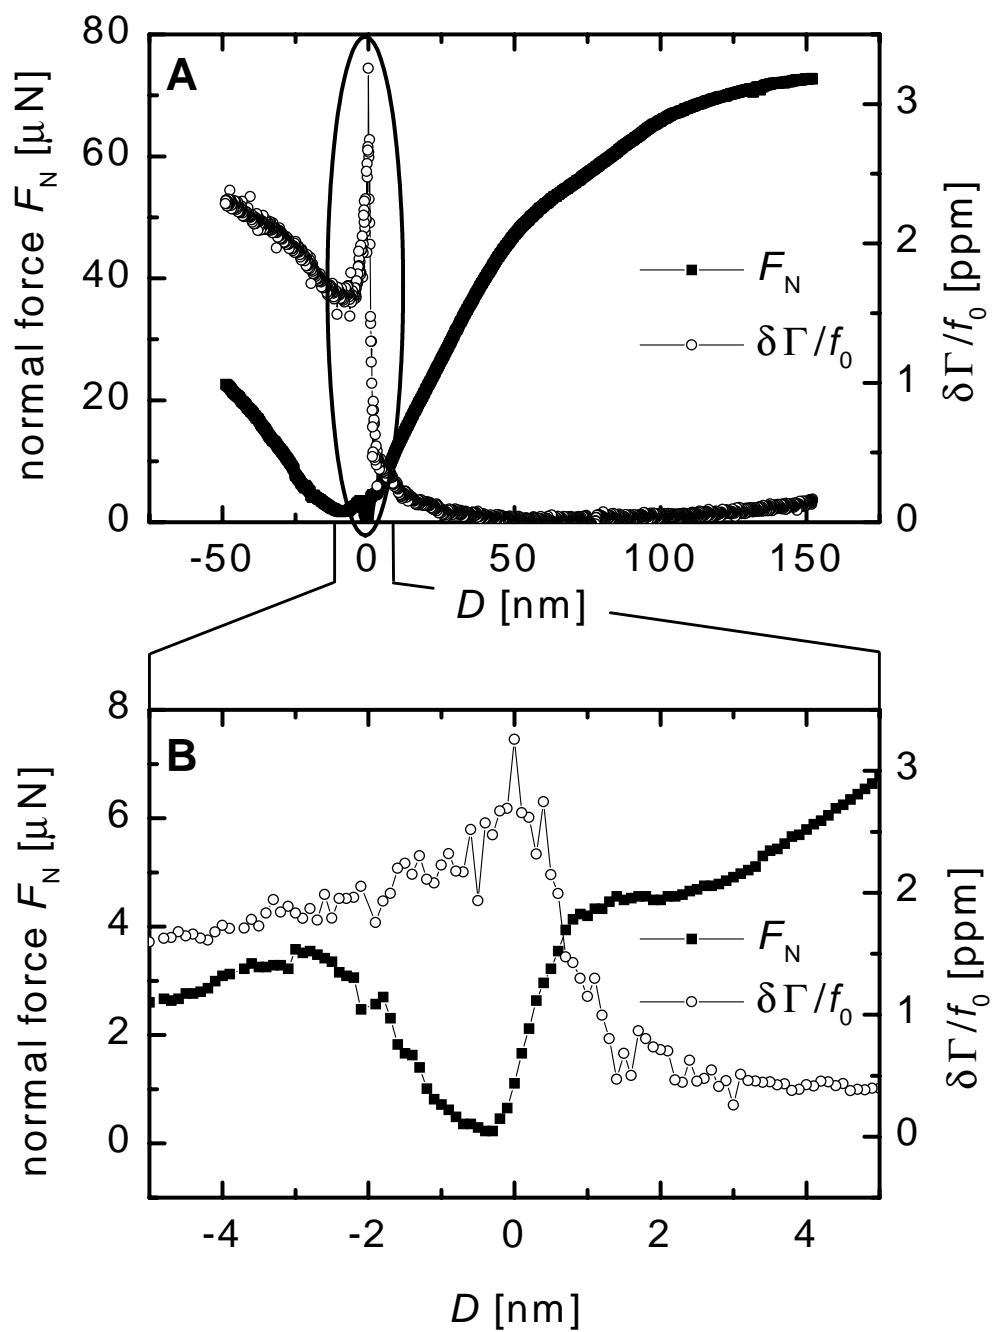 A
80
60
40
20
0
normal force F_N [μN]
3
2
1
0
δΓ/f_0 [ppm]
F_N
δΓ/f_0
-50 0 50 100 150
D [nm]
B
8
6
4
2
0
normal force F_N [μN]
3
2
1
0
δΓ/f_0 [ppm]
F_N
δΓ/f_0
-4 -2 0 2 4
D [nm]